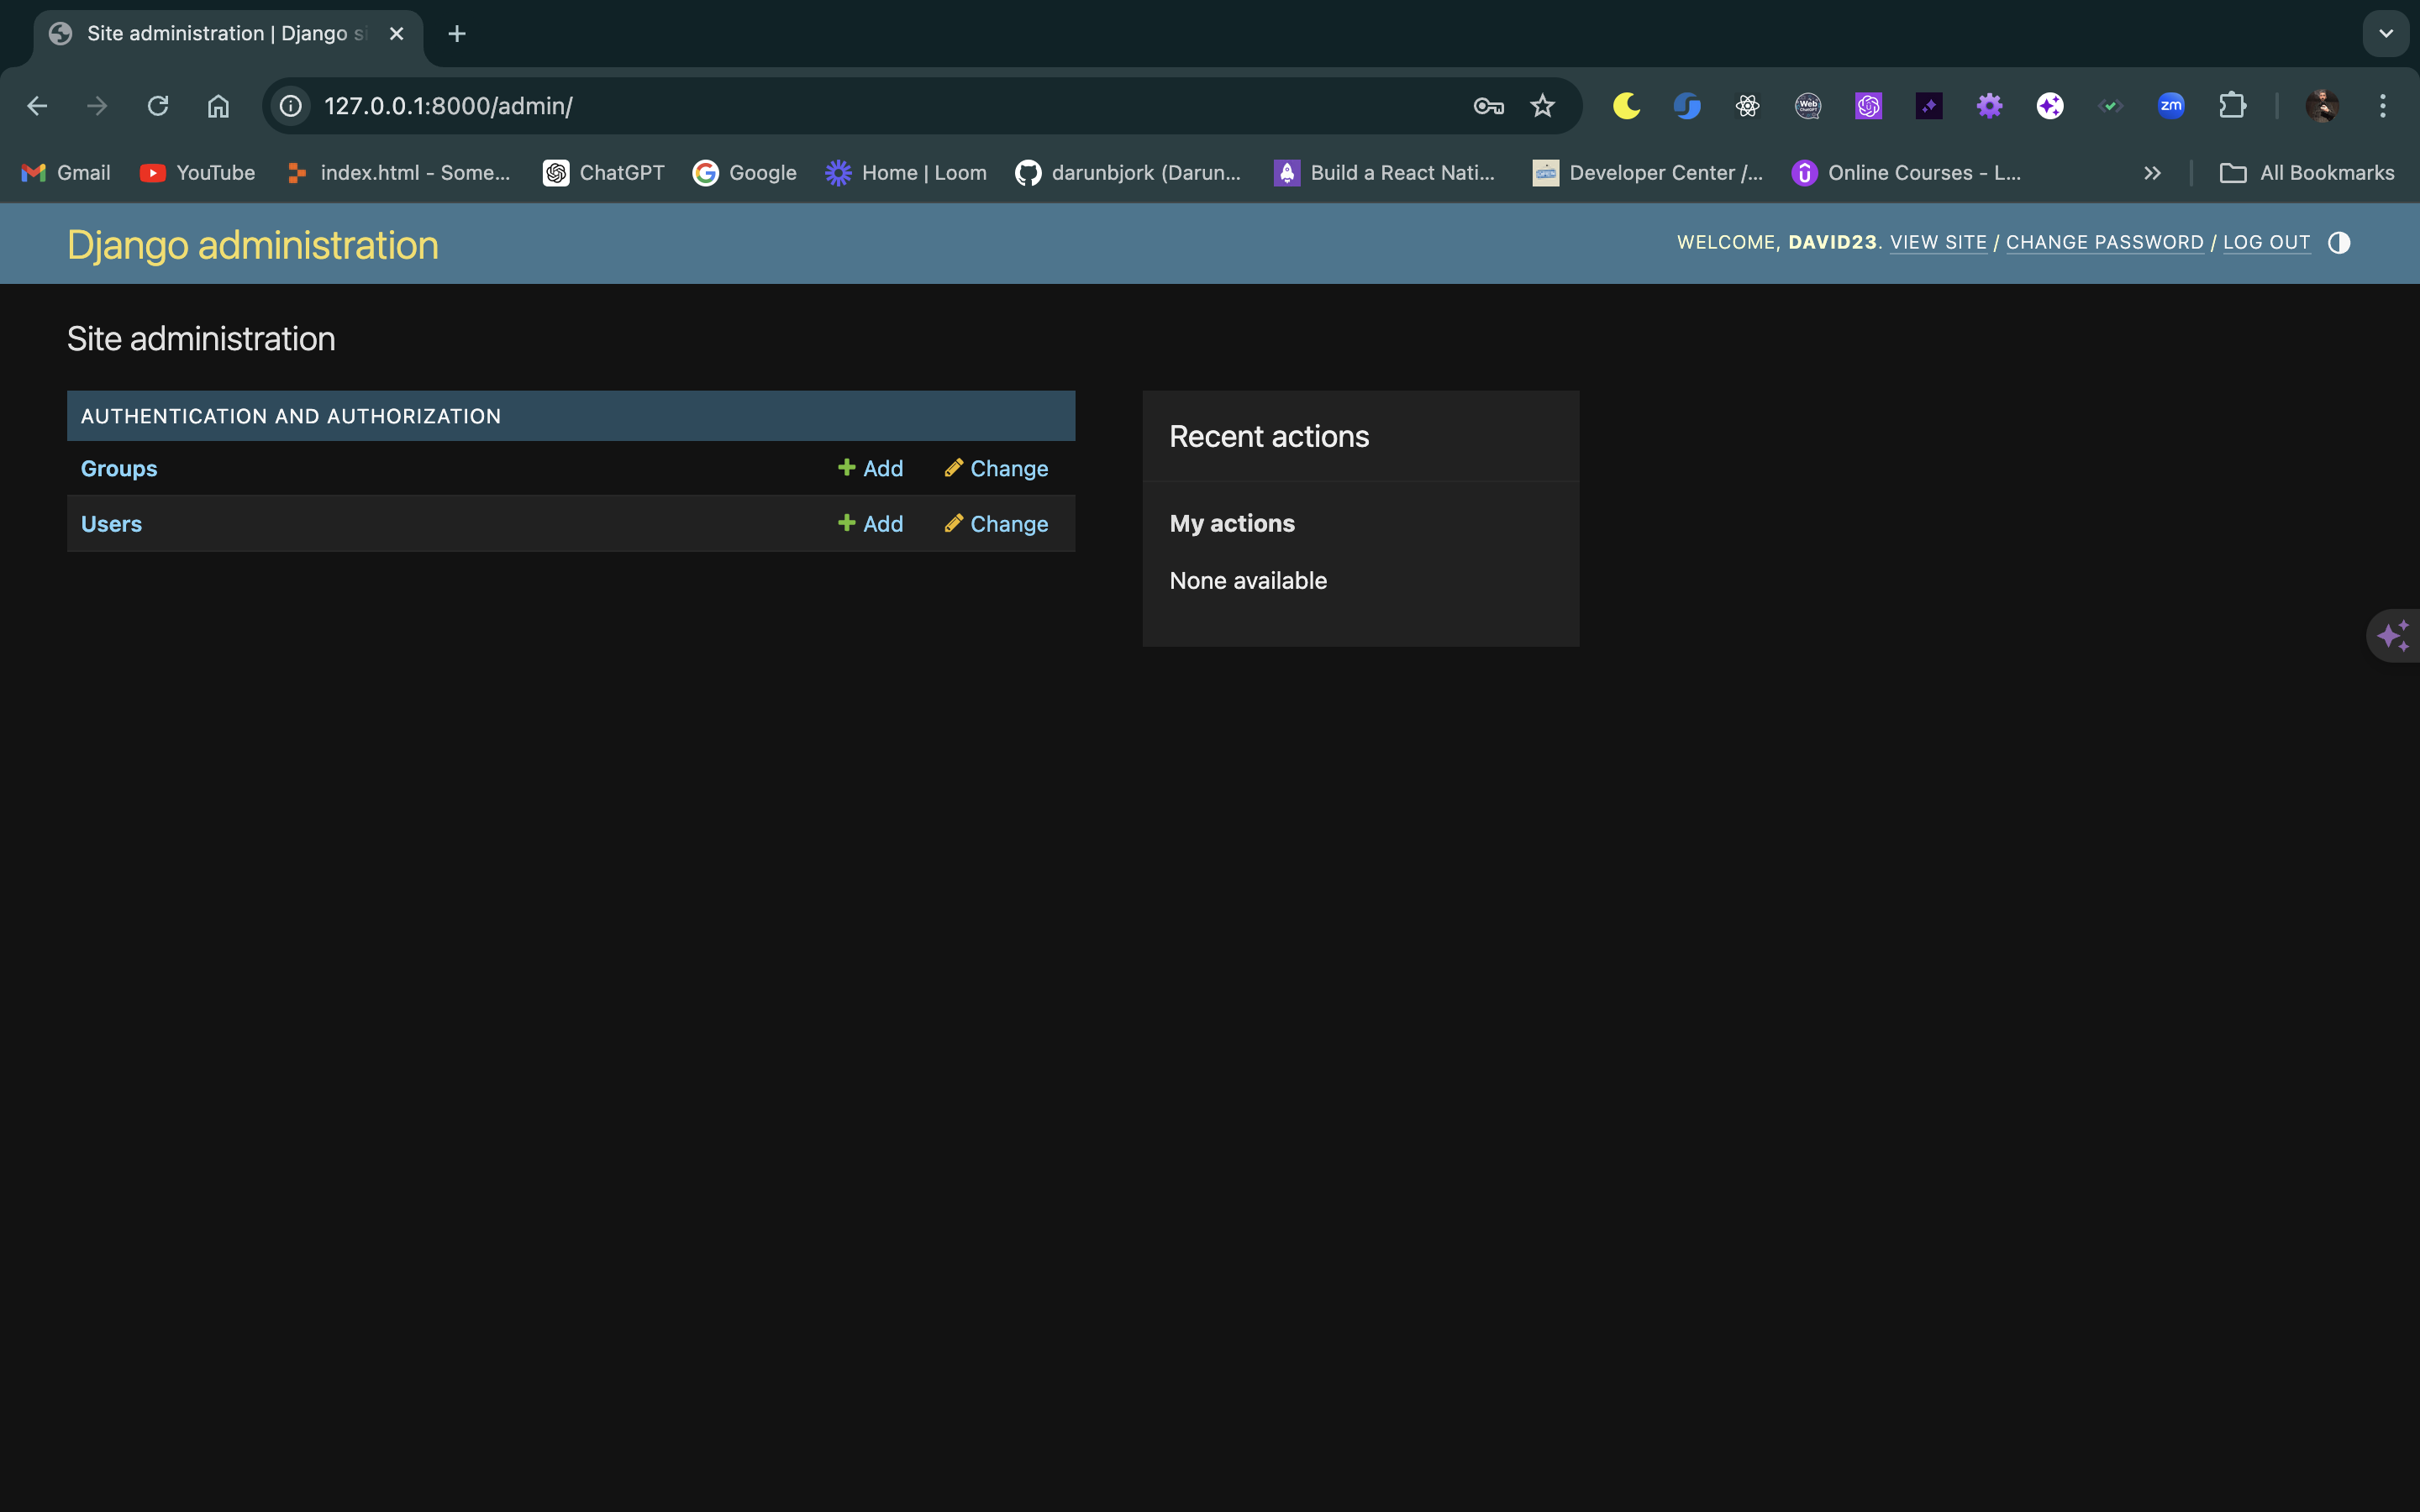 Site administration | Django si
127.0.0.1:8000/admin/
Gmail
YouTube
index.html - Some...
ChatGPT
Google
Home | Loom
darunbjork (Darun...
Build a React Nati...
Developer Center /...
Online Courses - L...
All Bookmarks
Django administration
WELCOME, DAVID23. VIEW SITE / CHANGE PASSWORD / LOG OUT
Site administration
AUTHENTICATION AND AUTHORIZATION
Groups Add Change
Users Add Change
Recent actions
My actions
None available
Web
zm